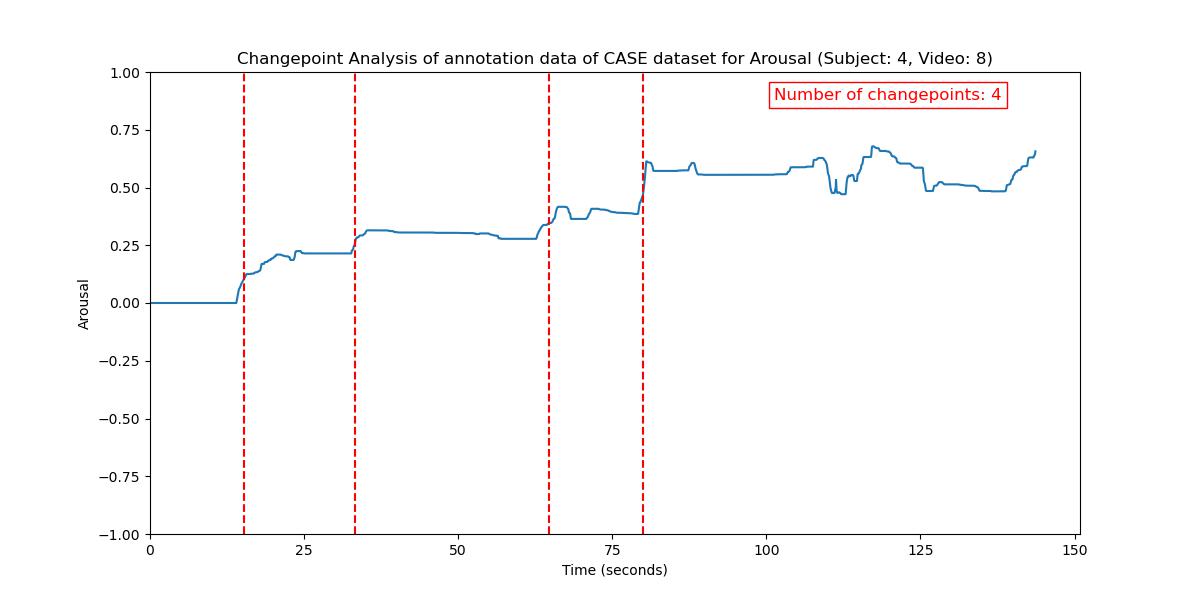 Changepoint Analysis of annotation data of CASE dataset for Arousal (Subject: 4, Video: 8)
Number of changepoints: 4
1.00
0.75
0.50
0.25
0.00
−0.25
−0.50
−0.75
−1.00
Arousal
0 25 50 75 100 125 150
Time (seconds)